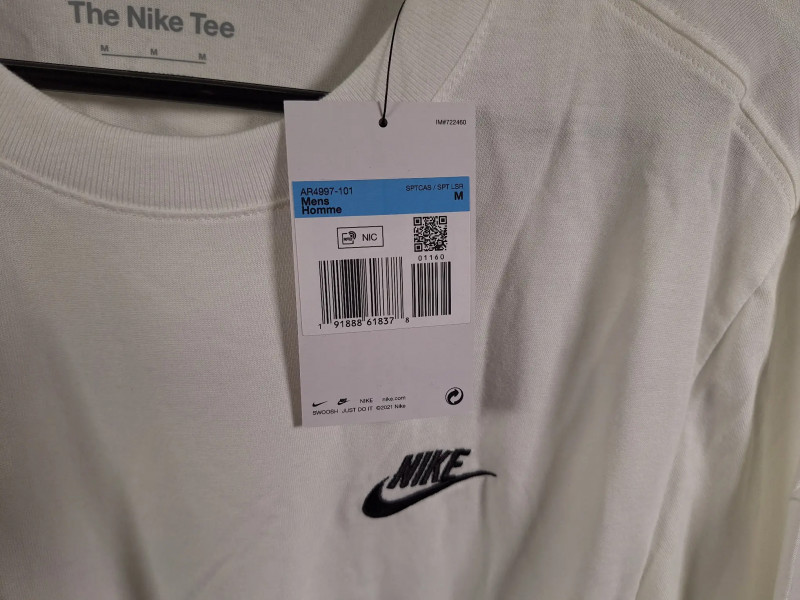 The Nike Tee
M M M
IM#722460
AR4997-101
SPTCAS / SPT LSR
Mens
M
Homme
NIC
01160
1 91888 61837 8
NIKE nike.com
SWOOSH JUST DO IT ©2021 Nike
NIKE